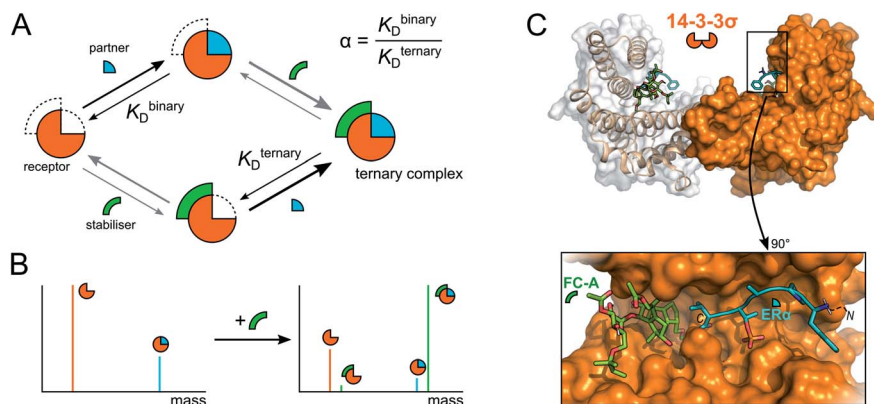 A
partner
α = K_D^binary / K_D^ternary
K_D^binary
receptor
K_D^ternary
ternary complex
stabiliser
B
+
mass
mass
C
14-3-3σ
90°
FC-A
ERα
N